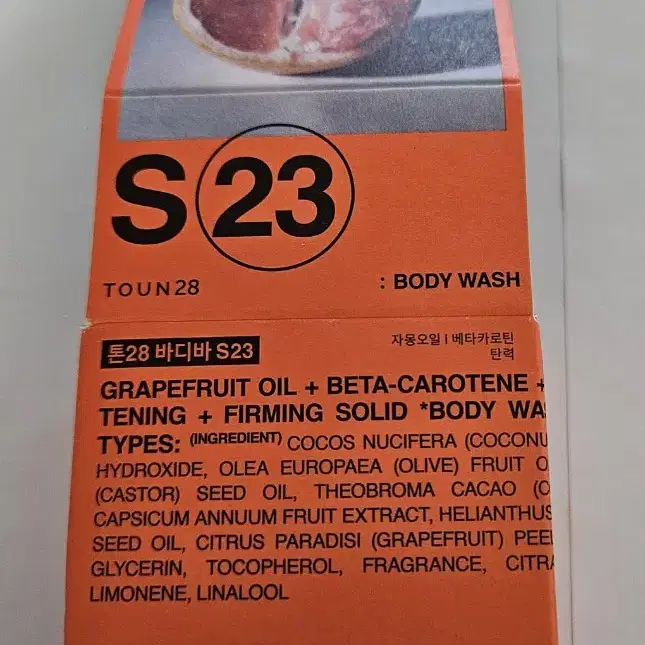 S 23
TOUN28
: BODY WASH
톤28 바디바 S23
자몽오일 I 베타카로틴
탄력
GRAPEFRUIT OIL + BETA-CAROTENE +
TENING + FIRMING SOLID *BODY WA
TYPES: (INGREDIENT) COCOS NUCIFERA (COCONU
HYDROXIDE, OLEA EUROPAEA (OLIVE) FRUIT O
(CASTOR) SEED OIL, THEOBROMA CACAO (
CAPSICUM ANNUUM FRUIT EXTRACT, HELIANTHUS
SEED OIL, CITRUS PARADISI (GRAPEFRUIT) PEE
GLYCERIN, TOCOPHEROL, FRAGRANCE, CITRA
LIMONENE, LINALOOL